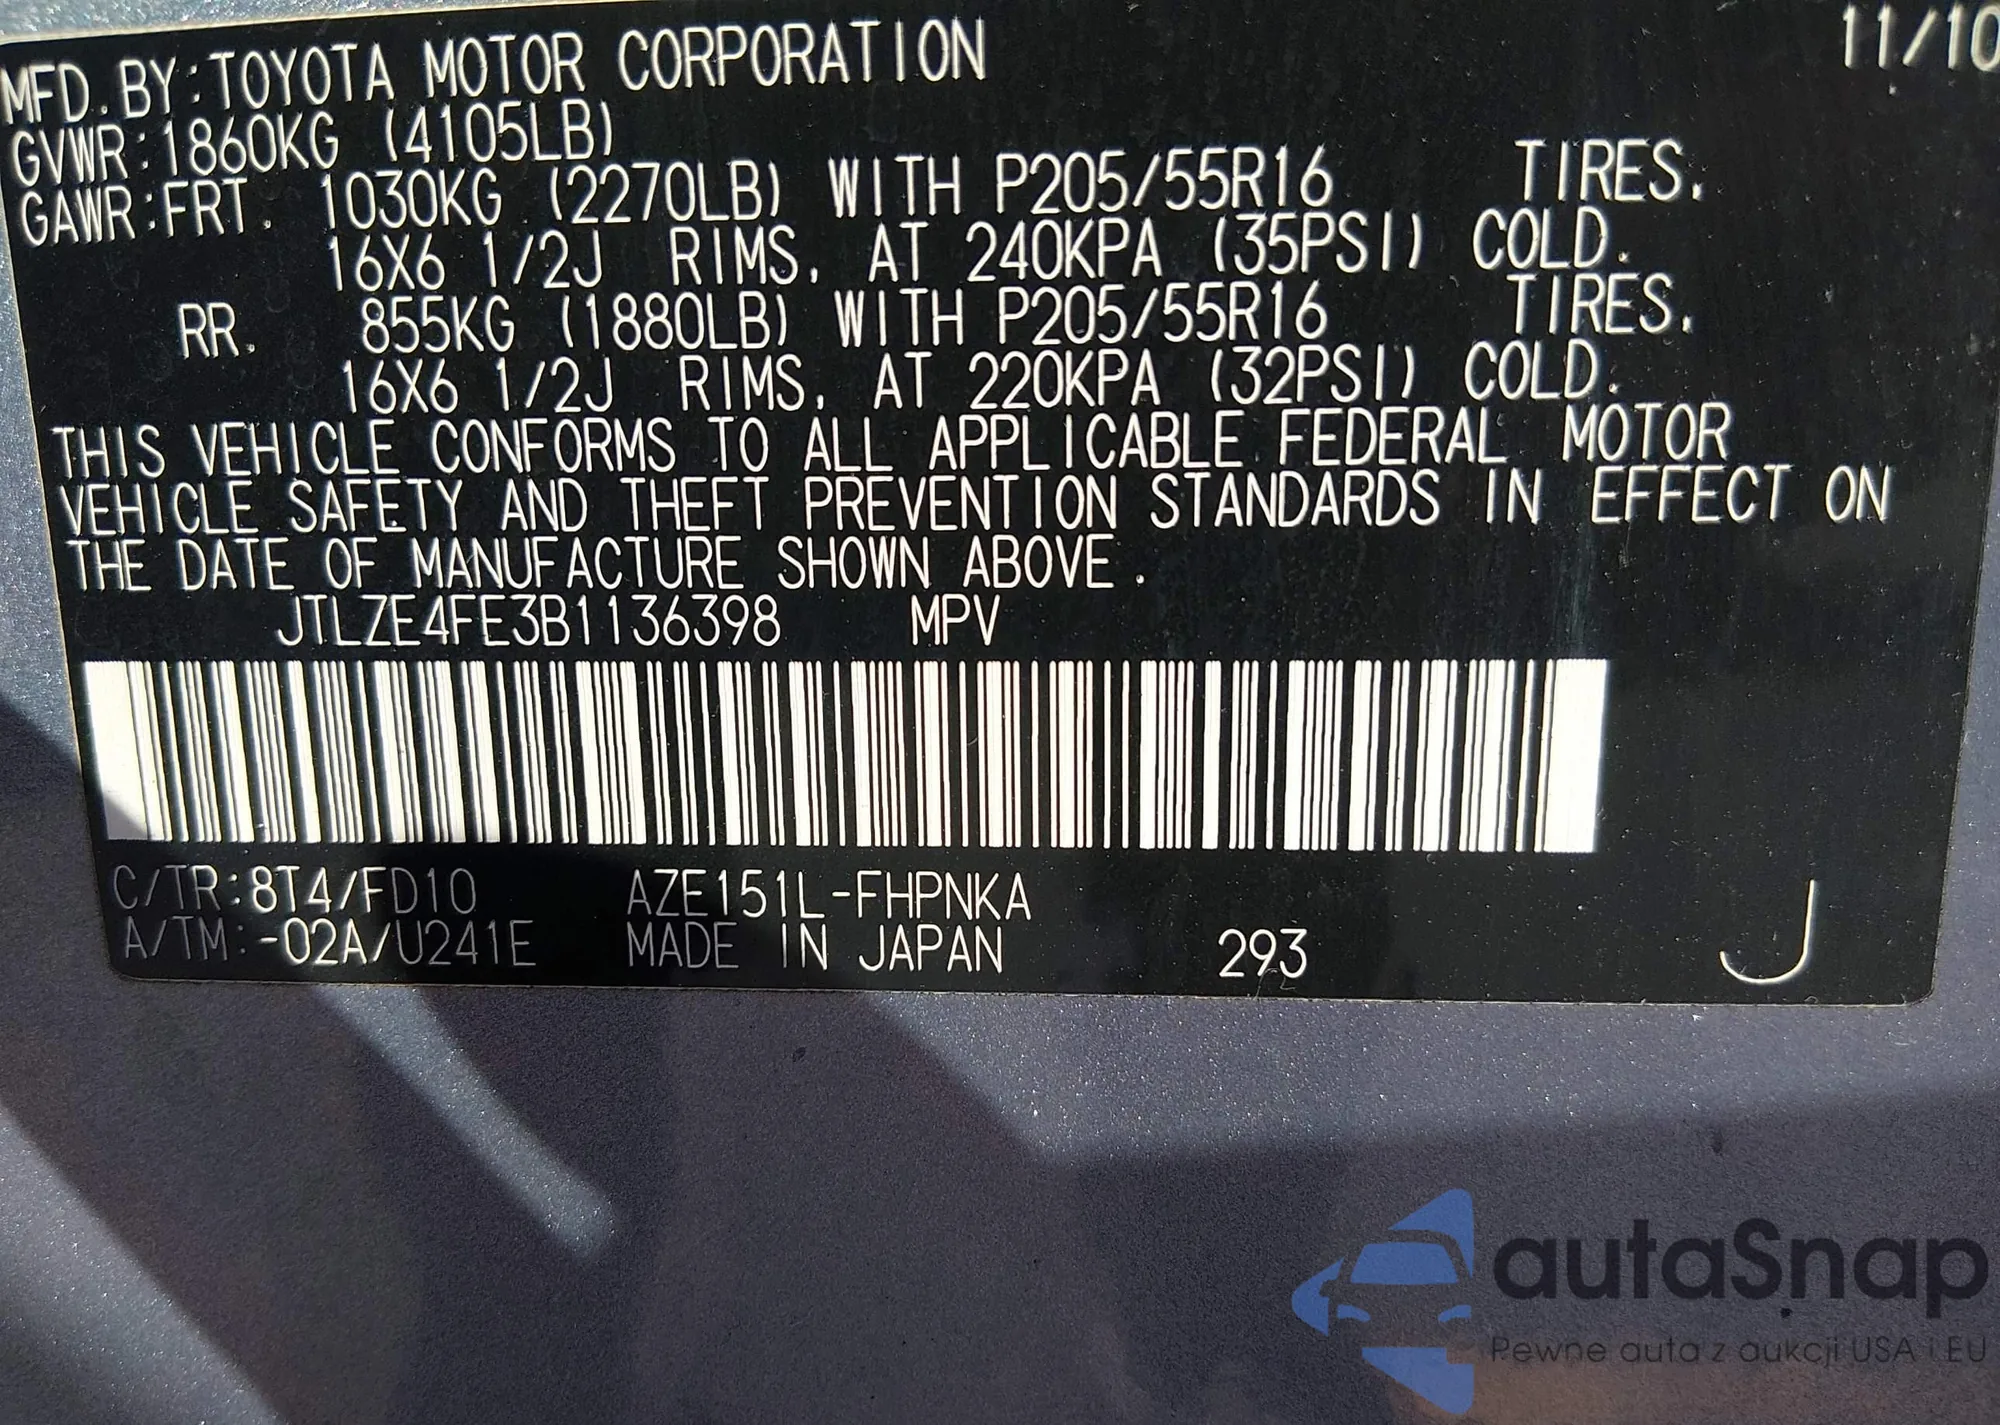 11/10
MFD. BY: TOYOTA MOTOR CORPORATION
GVWR: 1860KG (4105LB)
GAWR: FRT. 1030KG (2270LB) WITH P205/55R16 TIRES.
16X6 1/2J RIMS, AT 240KPA (35PSI) COLD.
RR. 855KG (1880LB) WITH P205/55R16 TIRES.
16X6 1/2J RIMS, AT 220KPA (32PSI) COLD.
THIS VEHICLE CONFORMS TO ALL APPLICABLE FEDERAL MOTOR
VEHICLE SAFETY AND THEFT PREVENTION STANDARDS IN EFFECT ON
THE DATE OF MANUFACTURE SHOWN ABOVE.
JTLZE4FE3B1136398 MPV
C/TR: 8T4/FD10 AZE151L-FHPNKA
A/TM: -02A/U241E MADE IN JAPAN 293 J
autoSnap
Pewne auta z aukcji USA i EU